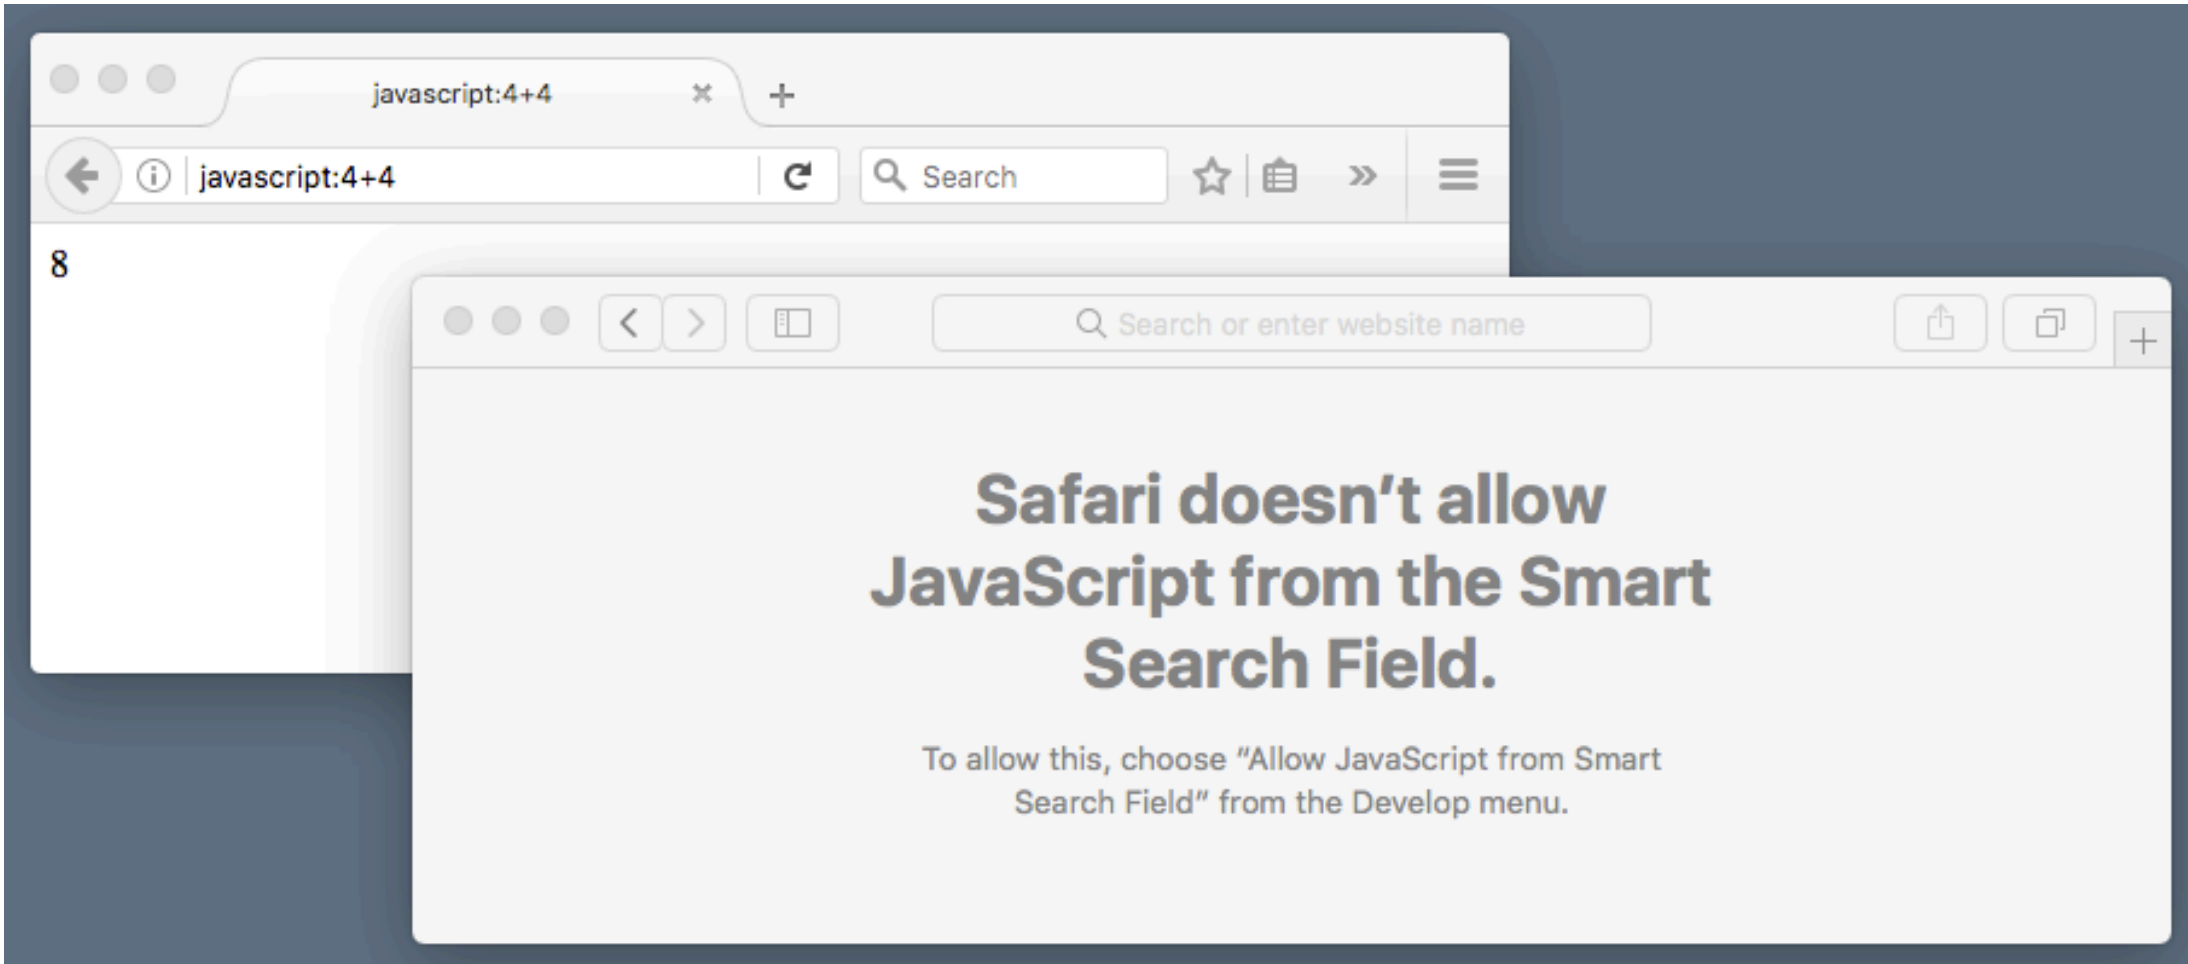 javascript:4+4
javascript:4+4
Search
8
Search or enter website name
Safari doesn’t allow
JavaScript from the Smart
Search Field.
To allow this, choose “Allow JavaScript from Smart
Search Field” from the Develop menu.